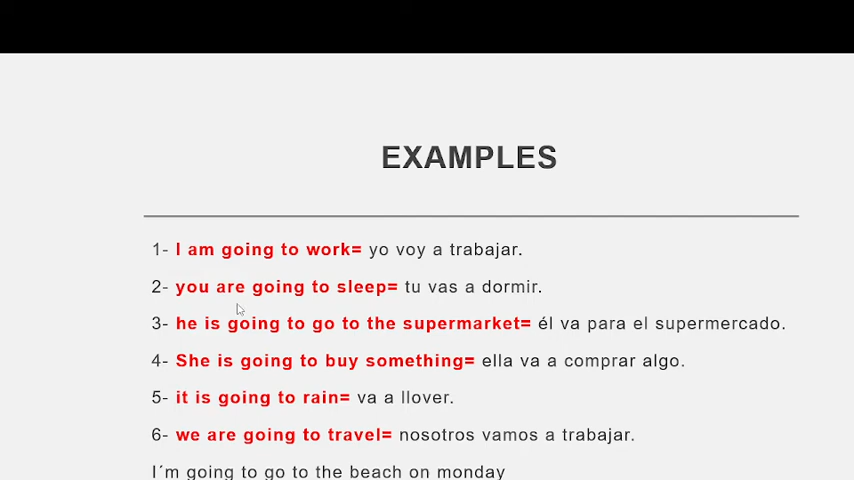 EXAMPLES
1- I am going to work= yo voy a trabajar.
2- you are going to sleep= tu vas a dormir.
3- he is going to go to the supermarket= él va para el supermercado.
4- She is going to buy something= ella va a comprar algo.
5- it is going to rain= va a llover.
6- we are going to travel= nosotros vamos a trabajar.
I´m going to go to the beach on monday